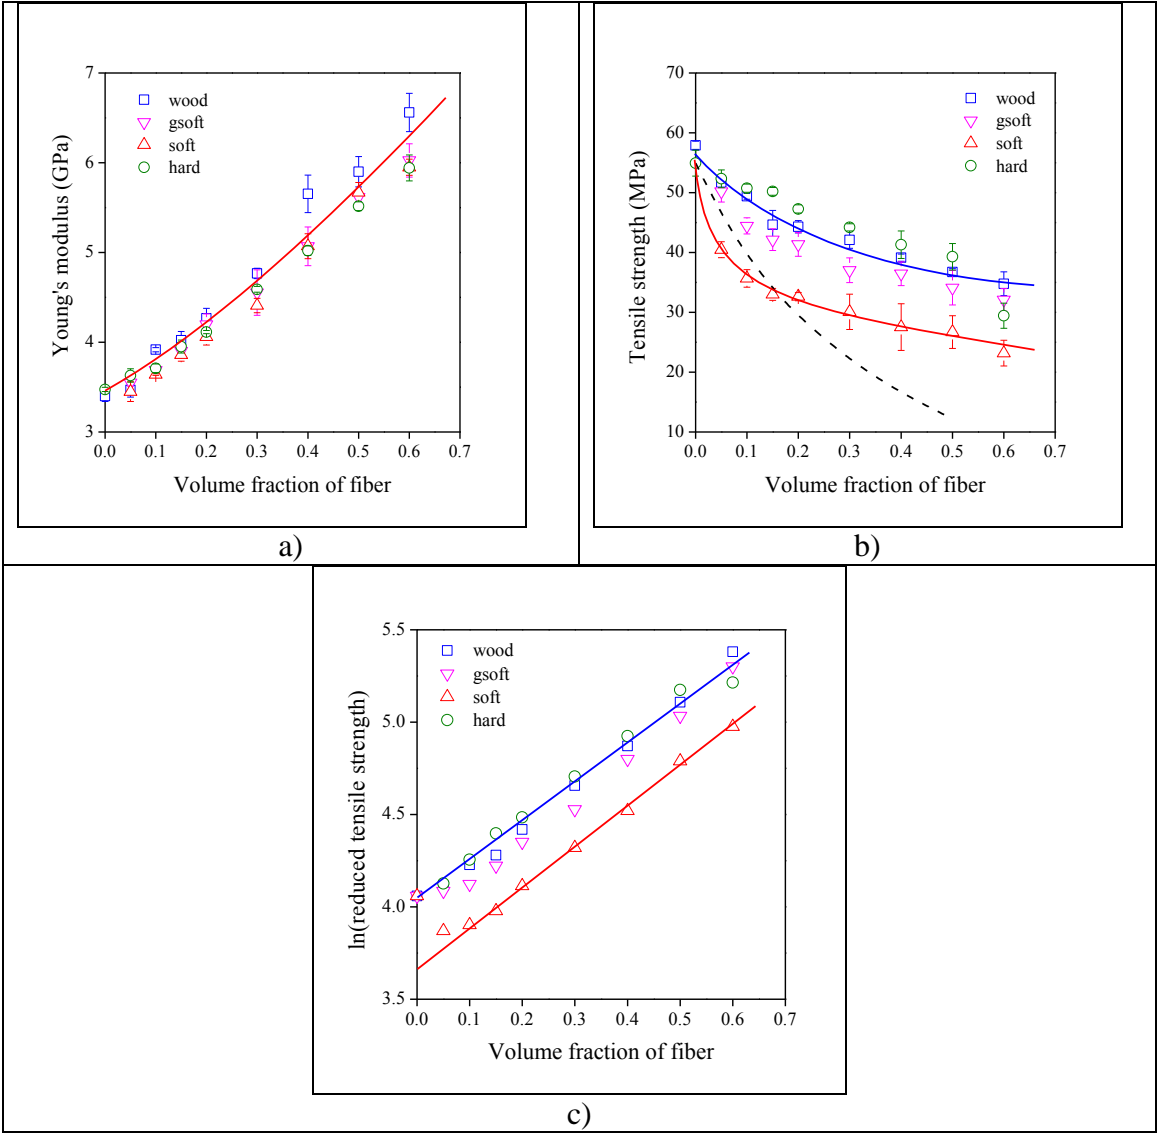 7
6
5
4
3
0.0 0.1 0.2 0.3 0.4 0.5 0.6 0.7
Young's modulus (GPa)
Volume fraction of fiber
wood
gsoft
soft
hard
a)
70
60
50
40
30
20
10
0.0 0.1 0.2 0.3 0.4 0.5 0.6 0.7
Tensile strength (MPa)
Volume fraction of fiber
wood
gsoft
soft
hard
b)
5.5
5.0
4.5
4.0
3.5
0.0 0.1 0.2 0.3 0.4 0.5 0.6 0.7
ln(reduced tensile strength)
Volume fraction of fiber
wood
gsoft
soft
hard
c)